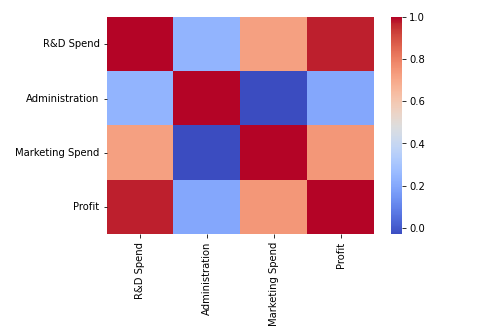 R&D Spend
Administration
Marketing Spend
Profit
R&D Spend
Administration
Marketing Spend
Profit
1.0
0.8
0.6
0.4
0.2
0.0